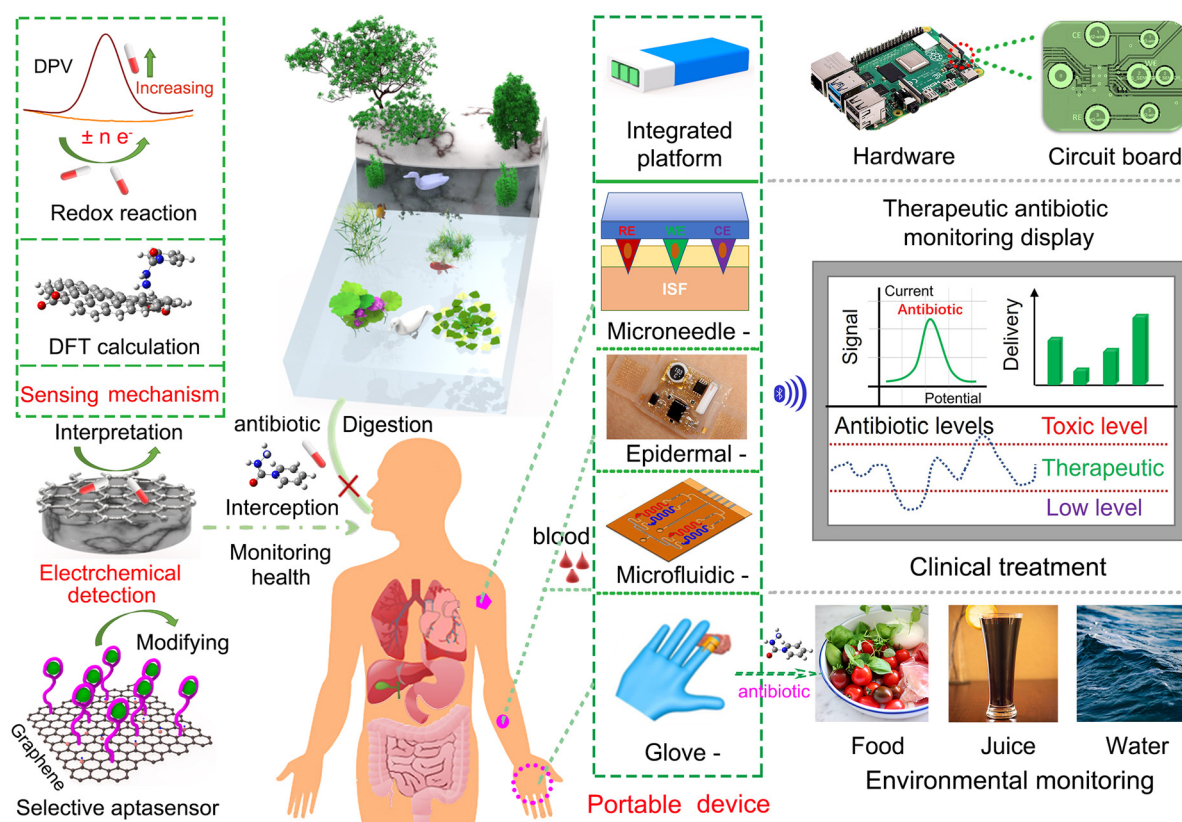 DPV
Increasing
± n e-
Redox reaction
DFT calculation
Sensing mechanism
Interpretation
Electrchemical
detection
Modifying
Graphene
Selective aptasensor
antibiotic
Digestion
Interception
Monitoring
health
blood
Integrated
platform
RE
WE
CE
ISF
Microneedle -
Epidermal -
Microfluidic -
Glove -
Portable device
Hardware
CE
RE
Circuit board
Therapeutic antibiotic
monitoring display
Signal
Current
Antibiotic
Potential
Delivery
Antibiotic levels
Toxic level
Therapeutic
Low level
Clinical treatment
antibiotic
Food
Juice
Water
Environmental monitoring